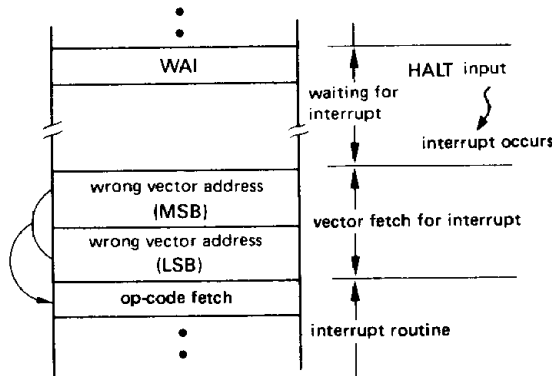 WAI
waiting for
interrupt
HALT input
interrupt occurs
wrong vector address
(MSB)
wrong vector address
(LSB)
vector fetch for interrupt
op-code fetch
interrupt routine